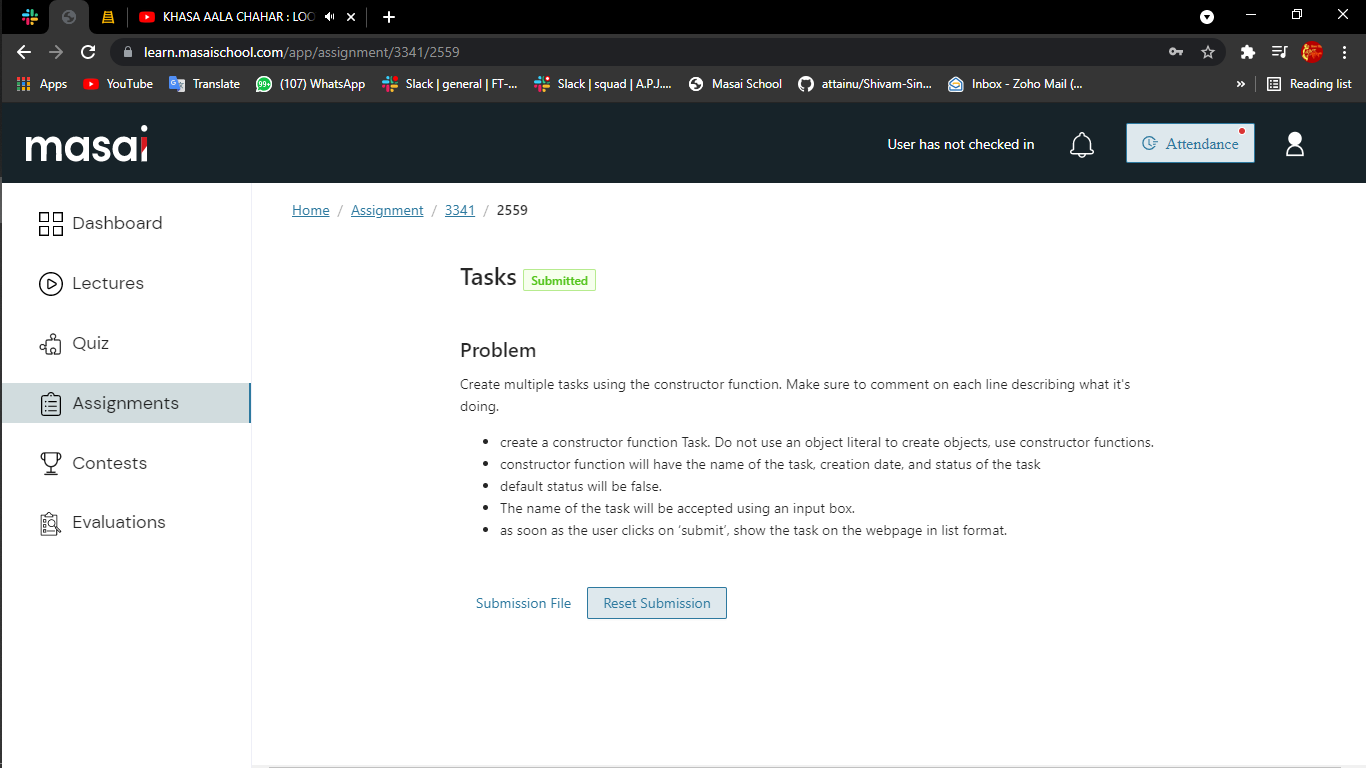 KHASA AALA CHAHAR : LOO
learn.masaischool.com/app/assignment/3341/2559
Apps YouTube Translate 99+ (107) WhatsApp Slack | general | FT-... Slack | squad | A.P.J.... Masai School attainu/Shivam-Sin... Inbox - Zoho Mail (... » Reading list
masai User has not checked in Attendance
Home / Assignment / 3341 / 2559
Dashboard
Lectures
Quiz
Assignments
Contests
Evaluations
Tasks Submitted
Problem
Create multiple tasks using the constructor function. Make sure to comment on each line describing what it's
doing.
• create a constructor function Task. Do not use an object literal to create objects, use constructor functions.
• constructor function will have the name of the task, creation date, and status of the task
• default status will be false.
• The name of the task will be accepted using an input box.
• as soon as the user clicks on ‘submit’, show the task on the webpage in list format.
Submission File Reset Submission